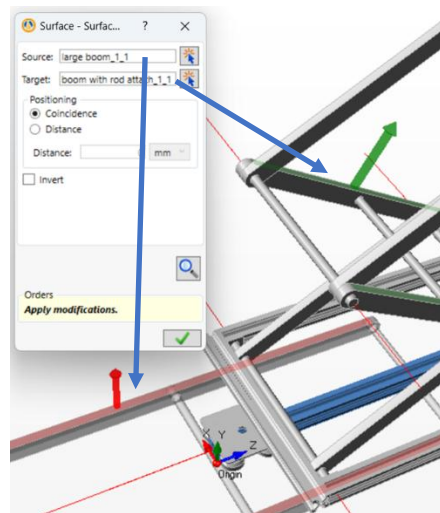 Surface - Surfac... ? ×
Source: large boom_1_1
Target: boom with rod attach_1_1
Positioning
Coincidence
Distance
Distance: mm
Invert
Orders
Apply modifications.
X Y Z
Origin